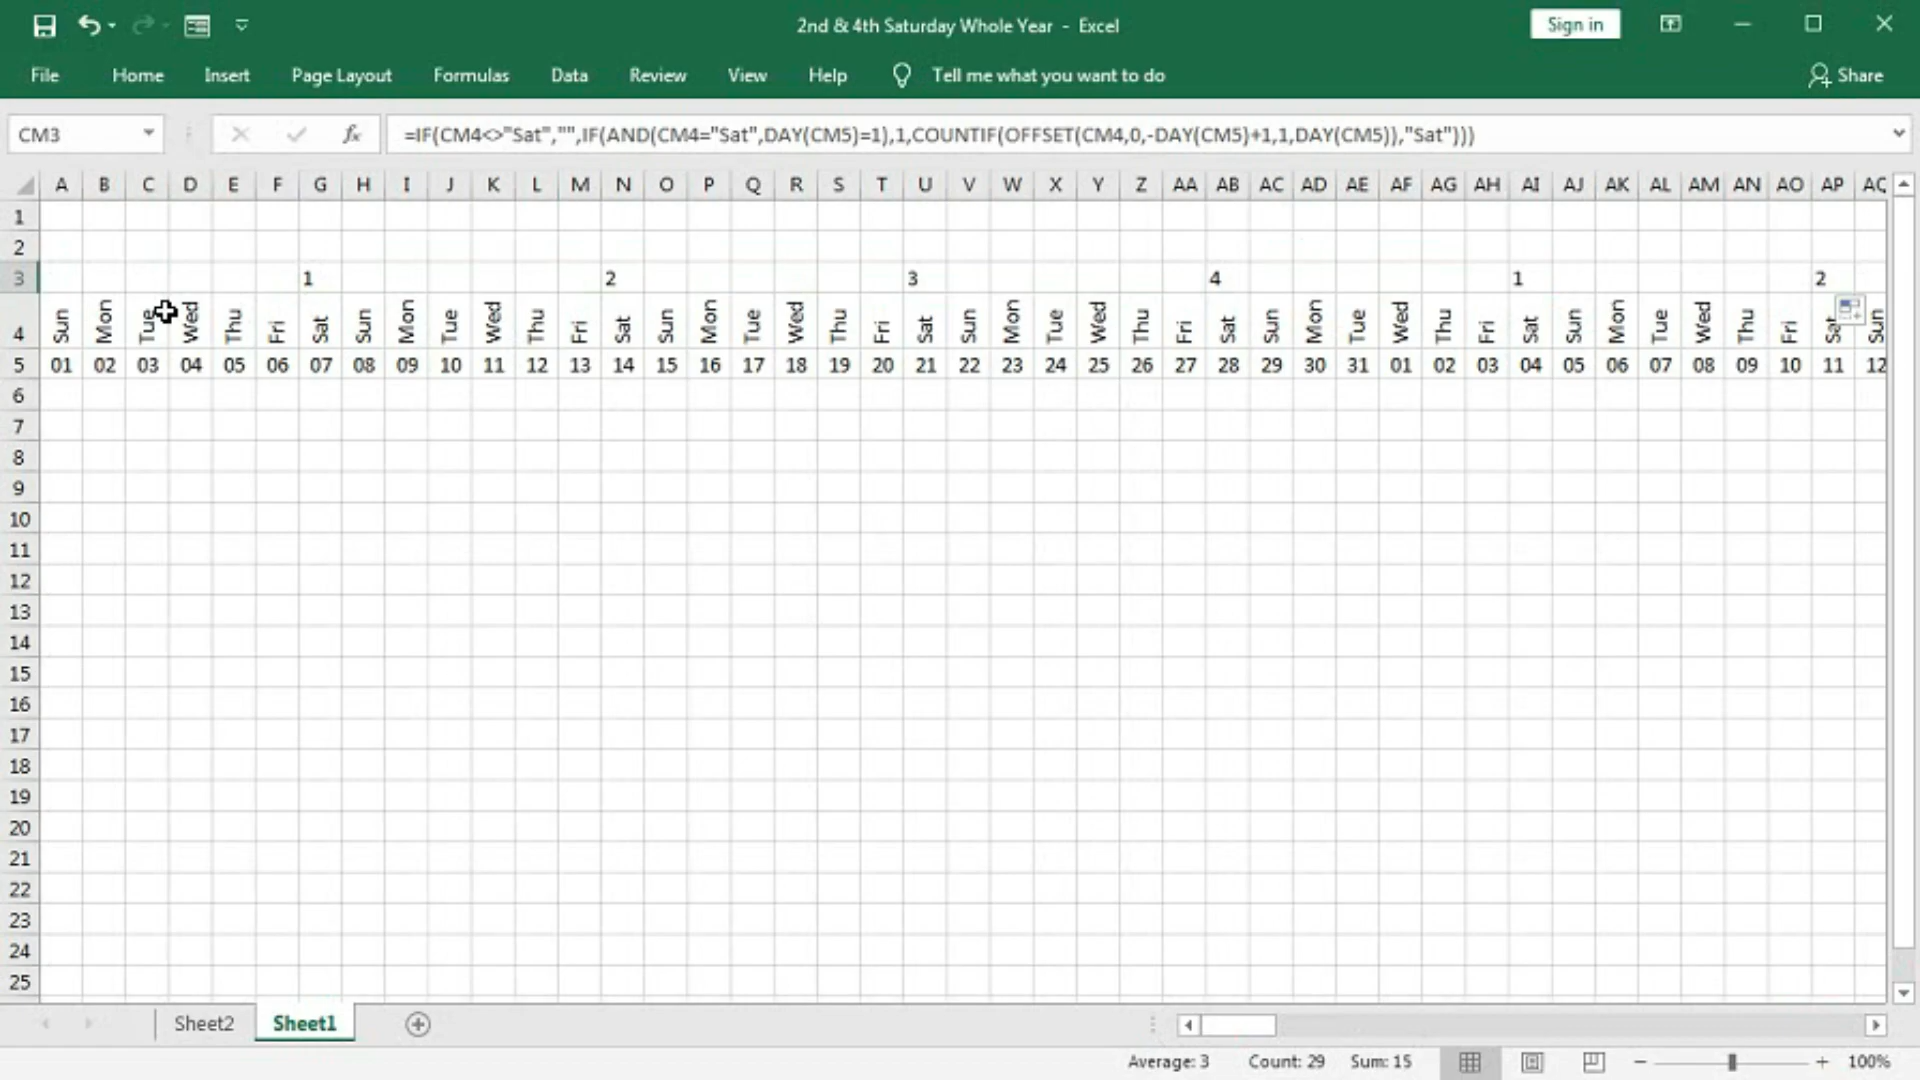 2nd & 4th Saturday Whole Year - Excel
Sign in
File Home Insert Page Layout Formulas Data Review View Help Tell me what you want to do Share
CM3 fx =IF(CM4<>"Sat","",IF(AND(CM4="Sat",DAY(CM5)=1),1,COUNTIF(OFFSET(CM4,0,-DAY(CM5)+1,1,DAY(CM5)),"Sat")))
A B C D E F G H I J K L M N O P Q R S T U V W X Y Z AA AB AC AD AE AF AG AH AI AJ AK AL AM AN AO AP AQ
1
2
3 1 2 3 4 1 2
4 Sun Mon Tue Wed Thu Fri Sat Sun Mon Tue Wed Thu Fri Sat Sun Mon Tue Wed Thu Fri Sat Sun Mon Tue Wed Thu Fri Sat Sun Mon Tue Wed Thu Fri Sat Sun Mon Tue Wed Thu Fri Sat Sun
5 01 02 03 04 05 06 07 08 09 10 11 12 13 14 15 16 17 18 19 20 21 22 23 24 25 26 27 28 29 30 31 01 02 03 04 05 06 07 08 09 10 11 12
6
7
8
9
10
11
12
13
14
15
16
17
18
19
20
21
22
23
24
25
Sheet2 Sheet1
Average: 3 Count: 29 Sum: 15 100%